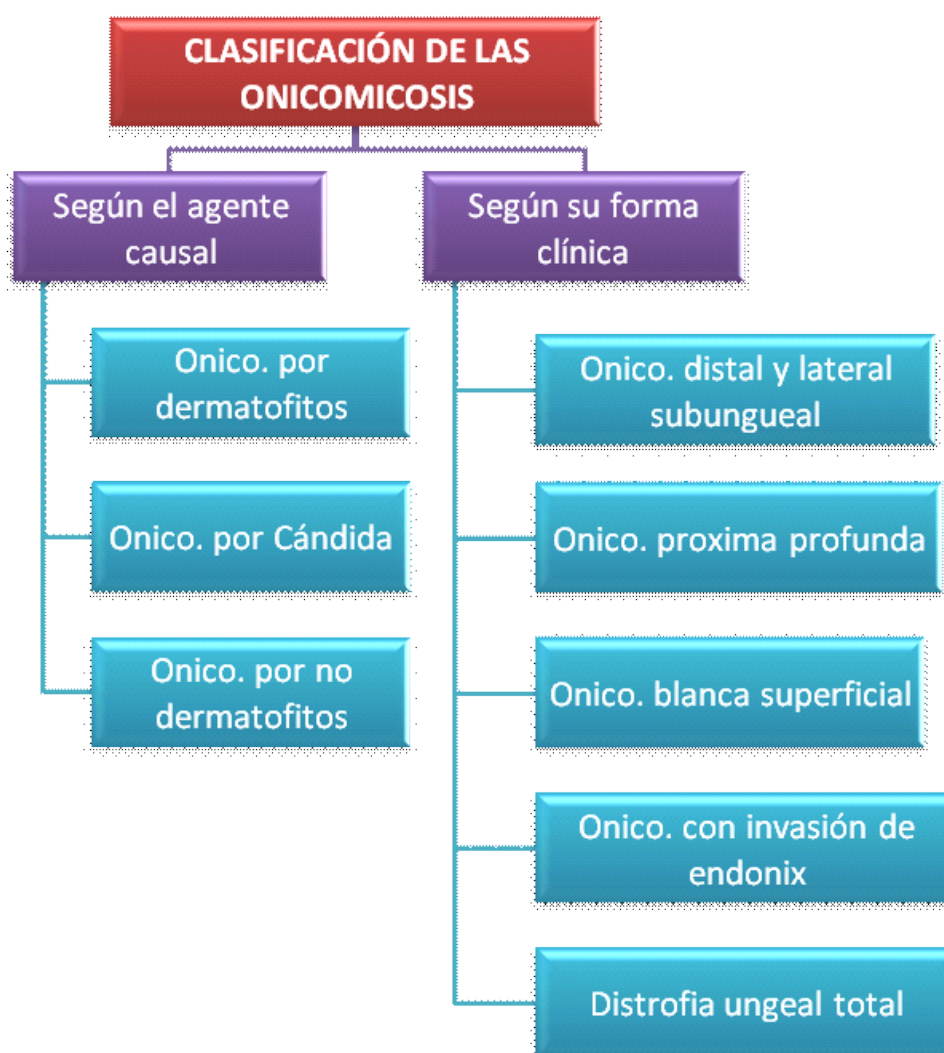 CLASIFICACIÓN DE LAS
ONICOMICOSIS
Según el agente
causal
Onico. por
dermatofitos
Onico. por Cándida
Onico. por no
dermatofitos
Según su forma
clínica
Onico. distal y lateral
subungueal
Onico. proxima profunda
Onico. blanca superficial
Onico. con invasión de
endonix
Distrofia ungeal total